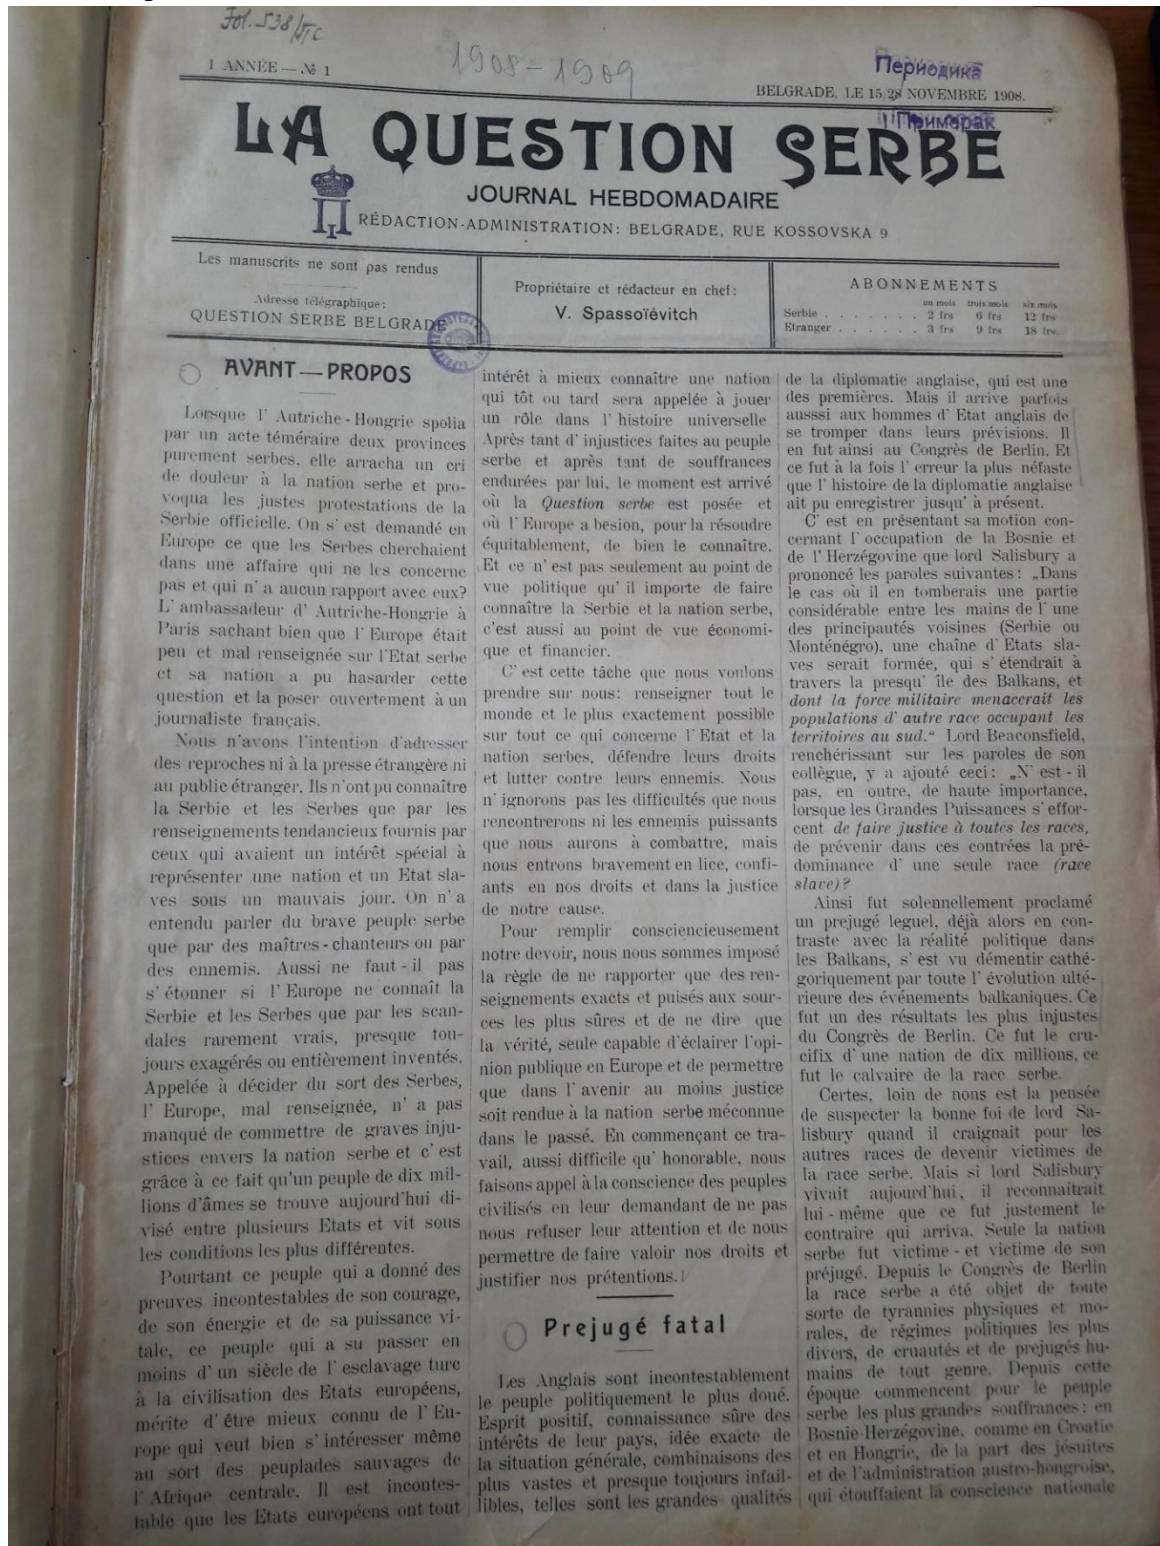 Fol. 538/
1908-1909
I ANNÉE — № 1
Периодика
BELGRADE, LE 15/28 NOVEMBRE 1908.
Примерак
LA QUESTION SERBE
JOURNAL HEBDOMADAIRE
RÉDACTION-ADMINISTRATION: BELGRADE, RUE KOSSOVSKA 9
Les manuscrits ne sont pas rendus
Adresse télégraphique:
QUESTION SERBE BELGRADE
Propriétaire et rédacteur en chef:
V. Spassoïévitch
ABONNEMENTS
un mois trois mois six mois
Serbie . . . . . . . 2 frs 6 frs 12 frs
Etranger . . . . . . 3 frs 9 frs 18 frs.
AVANT — PROPOS
Lorsque l' Autriche-Hongrie spolia
par un acte téméraire deux provinces
purement serbes, elle arracha un cri
de douleur à la nation serbe et pro-
voqua les justes protestations de la
Serbie officielle. On s' est demandé en
Europe ce que les Serbes cherchaient
dans une affaire qui ne les concerne
pas et qui n' a aucun rapport avec eux?
L' ambassadeur d' Autriche-Hongrie à
Paris sachant bien que l' Europe était
peu et mal renseignée sur l'Etat serbe
et sa nation a pu hasarder cette
question et la poser ouvertement à un
journaliste français.
Nous n'avons l'intention d'adresser
des reproches ni à la presse étrangère ni
au public étranger. Ils n'ont pu connaître
la Serbie et les Serbes que par les
renseignements tendancieux fournis par
ceux qui avaient un intérêt spécial à
représenter une nation et un Etat sla-
ves sous un mauvais jour. On n' a
entendu parler du brave peuple serbe
que par des maîtres-chanteurs ou par
des ennemis. Aussi ne faut-il pas
s' étonner si l' Europe ne connaît la
Serbie et les Serbes que par les scan-
dales rarement vrais, presque tou-
jours exagérés ou entièrement inventés.
Appelée à décider du sort des Serbes,
l' Europe, mal renseignée, n' a pas
manqué de commettre de graves inju-
stices envers la nation serbe et c' est
grâce à ce fait qu'un peuple de dix mil-
lions d'âmes se trouve aujourd'hui di-
visé entre plusieurs Etats et vit sous
les conditions les plus différentes.
Pourtant ce peuple qui a donné des
preuves incontestables de son courage,
de son énergie et de sa puissance vi-
tale, ce peuple qui a su passer en
moins d' un siècle de l' esclavage turc
à la civilisation des Etats européens,
mérite d' être mieux connu de l' Eu-
rope qui veut bien s' intéresser même
au sort des peuplades sauvages de
l' Afrique centrale. Il est incontes-
table que les Etats européens ont tout
intérêt à mieux connaître une nation
qui tôt ou tard sera appelée à jouer
un rôle dans l' histoire universelle
Après tant d' injustices faites au peuple
serbe et après tant de souffrances
endurées par lui, le moment est arrivé
où la Question serbe est posée et
où l' Europe a besion, pour la résoudre
équitablement, de bien le connaître.
Et ce n' est pas seulement au point de
vue politique qu' il importe de faire
connaître la Serbie et la nation serbe,
c'est aussi au point de vue économi-
que et financier.
C' est cette tâche que nous voulons
prendre sur nous: renseigner tout le
monde et le plus exactement possible
sur tout ce qui concerne l' Etat et la
nation serbes, défendre leurs droits
et lutter contre leurs ennemis. Nous
n' ignorons pas les difficultés que nous
rencontrerons ni les ennemis puissants
que nous aurons à combattre, mais
nous entrons bravement en lice, confi-
ants en nos droits et dans la justice
de notre cause.
Pour remplir consciencieusement
notre devoir, nous nous sommes imposé
la règle de ne rapporter que des ren-
seignements exacts et puisés aux sour-
ces les plus sûres et de ne dire que
la vérité, seule capable d'éclairer l'opi-
nion publique en Europe et de permettre
que dans l' avenir au moins justice
soit rendue à la nation serbe méconnue
dans le passé. En commençant ce tra-
vail, aussi difficile qu' honorable, nous
faisons appel à la conscience des peuples
civilisés en leur demandant de ne pas
nous refuser leur attention et de nous
permettre de faire valoir nos droits et
justifier nos prétentions.
Prejugé fatal
Les Anglais sont incontestablement
le peuple politiquement le plus doué.
Esprit positif, connaissance sûre des
intérêts de leur pays, idée exacte de
la situation générale, combinaisons des
plus vastes et presque toujours infail-
libles, telles sont les grandes qualités
de la diplomatie anglaise, qui est une
des premières. Mais il arrive parfois
ausssi aux hommes d' Etat anglais de
se tromper dans leurs prévisions. Il
en fut ainsi au Congrès de Berlin. Et
ce fut à la fois l' erreur la plus néfaste
que l' histoire de la diplomatie anglaise
ait pu enregistrer jusqu' à présent.
C' est en présentant sa motion con-
cernant l' occupation de la Bosnie et
de l' Herzégovine que lord Salisbury a
prononcé les paroles suivantes: „Dans
le cas où il en tomberais une partie
considérable entre les mains de l' une
des principautés voisines (Serbie ou
Monténégro), une chaîne d' Etats sla-
ves serait formée, qui s' étendrait à
travers la presqu' île des Balkans, et
dont la force militaire menacerait les
populations d' autre race occupant les
territoires au sud.“ Lord Beaconsfield,
renchérissant sur les paroles de son
collègue, y a ajouté ceci: „N' est-il
pas, en outre, de haute importance,
lorsque les Grandes Puissances s' effor-
cent de faire justice à toutes les races,
de prévenir dans ces contrées la pré-
dominance d' une seule race (race
slave)?
Ainsi fut solennellement proclamé
un prejugé leguel, déjà alors en con-
traste avec la réalité politique dans
les Balkans, s' est vu démentir cathé-
goriquement par toute l' évolution ulté-
rieure des événements balkaniques. Ce
fut un des résultats les plus injustes
du Congrès de Berlin. Ce fut le cru-
cifix d' une nation de dix millions, ce
fut le calvaire de la race serbe.
Certes, loin de nons est la pensée
de suspecter la bonne foi de lord Sa-
lisbury quand il craignait pour les
autres races de devenir victimes de
la race serbe. Mais si lord Salisbury
vivait aujourd'hui, il reconnaîtrait
lui-même que ce fut justement le
contraire qui arriva. Seule la nation
serbe fut victime - et victime de son
préjugé. Depuis le Congrès de Berlin
la race serbe a été objet de toute
sorte de tyrannies physiques et mo-
rales, de régimes politiques les plus
divers, de cruautés et de prejugés hu-
mains de tout genre. Depuis cette
époque commencent pour le peuple
serbe les plus grandes souffrances: en
Bosnie-Herzégovine, comme en Croatie
et en Hongrie, de la part des jésuites
et de l'administration austro-hongroise,
qui étouffaient la conscience nationale